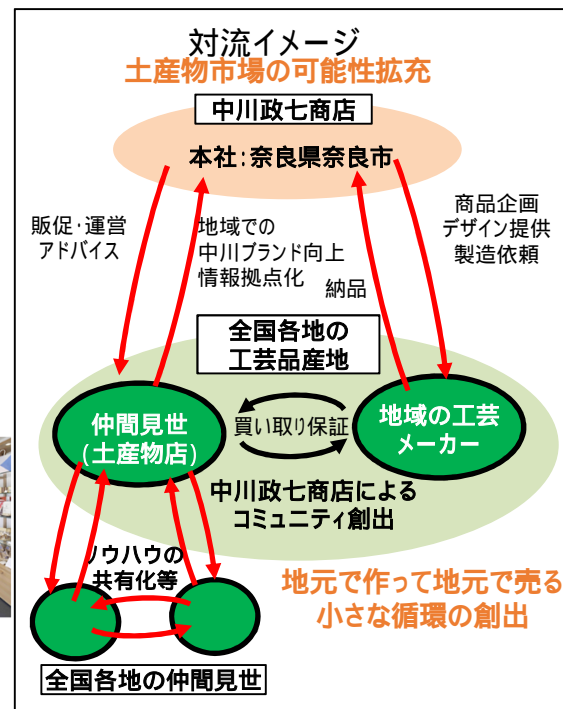 対流イメージ
土産物市場の可能性拡充
中川政七商店
本社：奈良県奈良市
販促・運営
アドバイス
地域での
中川ブランド向上
情報拠点化
納品
商品企画
デザイン提供
製造依頼
全国各地の
工芸品産地
仲間見世
(土産物店)
買い取り保証
地域の工芸
メーカー
中川政七商店による
コミュニティ創出
ノウハウの
共有化等
地元で作って地元で売る
小さな循環の創出
全国各地の仲間見世